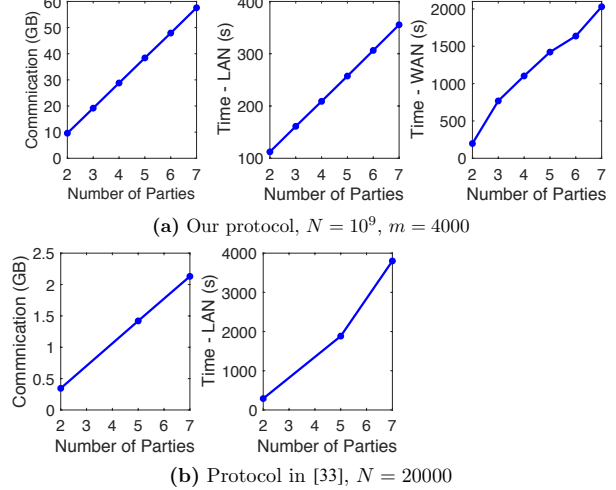 60
50
40
30
20
10
0
2 3 4 5 6 7
Commnication (GB)
Number of Parties
400
300
200
100
2 3 4 5 6 7
Time - LAN (s)
Number of Parties
2000
1500
1000
500
0
2 3 4 5 6 7
Time - WAN (s)
Number of Parties
(a) Our protocol, N = 10⁹, m = 4000
2.5
2
1.5
1
0.5
0
2 3 4 5 6 7
Commnication (GB)
Number of Parties
4000
3000
2000
1000
0
2 3 4 5 6 7
Time - LAN (s)
Number of Parties
(b) Protocol in [33], N = 20000